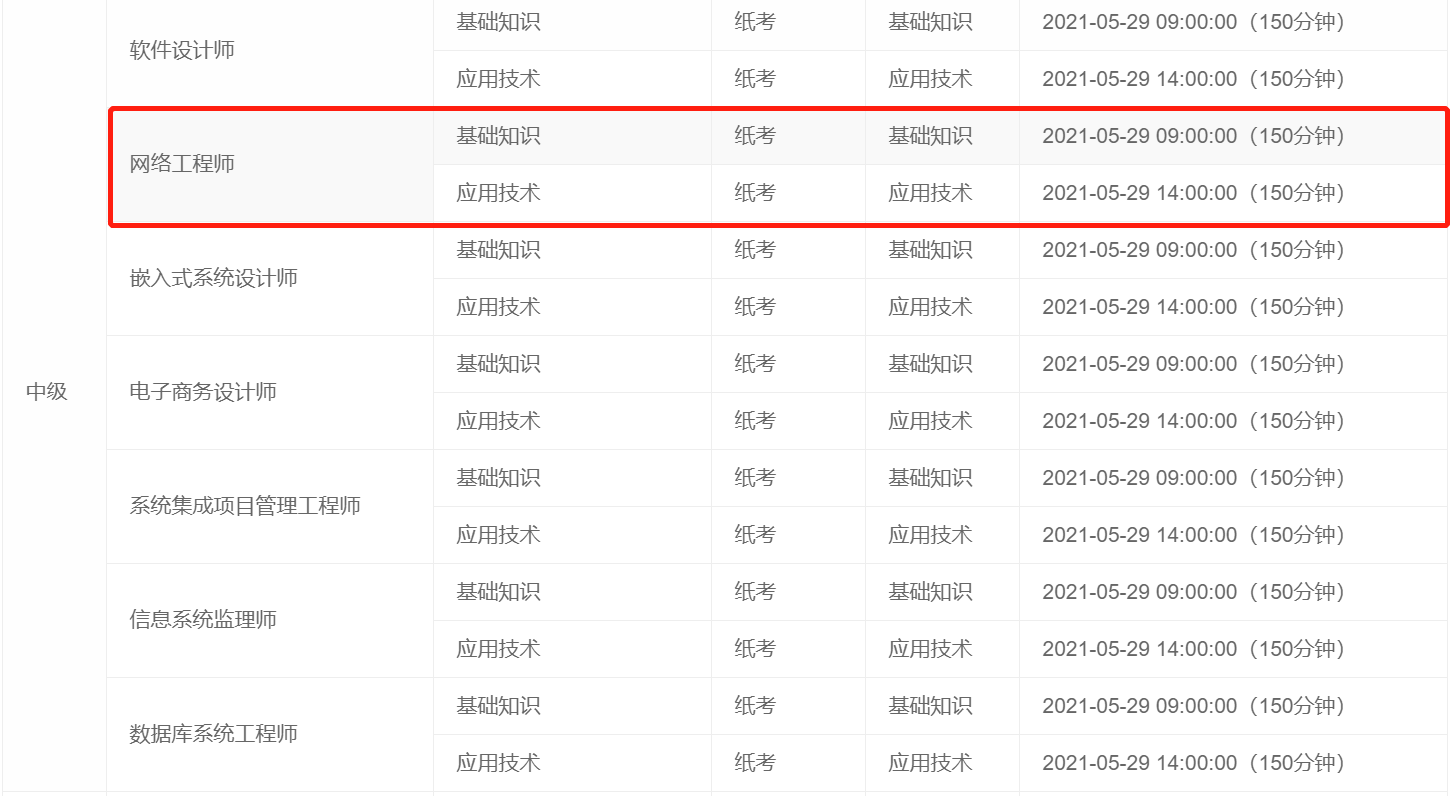 基础知识 纸考 基础知识 2021-05-29 09:00:00（150分钟）
软件设计师
应用技术 纸考 应用技术 2021-05-29 14:00:00（150分钟）
基础知识 纸考 基础知识 2021-05-29 09:00:00（150分钟）
网络工程师
应用技术 纸考 应用技术 2021-05-29 14:00:00（150分钟）
基础知识 纸考 基础知识 2021-05-29 09:00:00（150分钟）
嵌入式系统设计师
应用技术 纸考 应用技术 2021-05-29 14:00:00（150分钟）
基础知识 纸考 基础知识 2021-05-29 09:00:00（150分钟）
中级 电子商务设计师
应用技术 纸考 应用技术 2021-05-29 14:00:00（150分钟）
基础知识 纸考 基础知识 2021-05-29 09:00:00（150分钟）
系统集成项目管理工程师
应用技术 纸考 应用技术 2021-05-29 14:00:00（150分钟）
基础知识 纸考 基础知识 2021-05-29 09:00:00（150分钟）
信息系统监理师
应用技术 纸考 应用技术 2021-05-29 14:00:00（150分钟）
基础知识 纸考 基础知识 2021-05-29 09:00:00（150分钟）
数据库系统工程师
应用技术 纸考 应用技术 2021-05-29 14:00:00（150分钟）